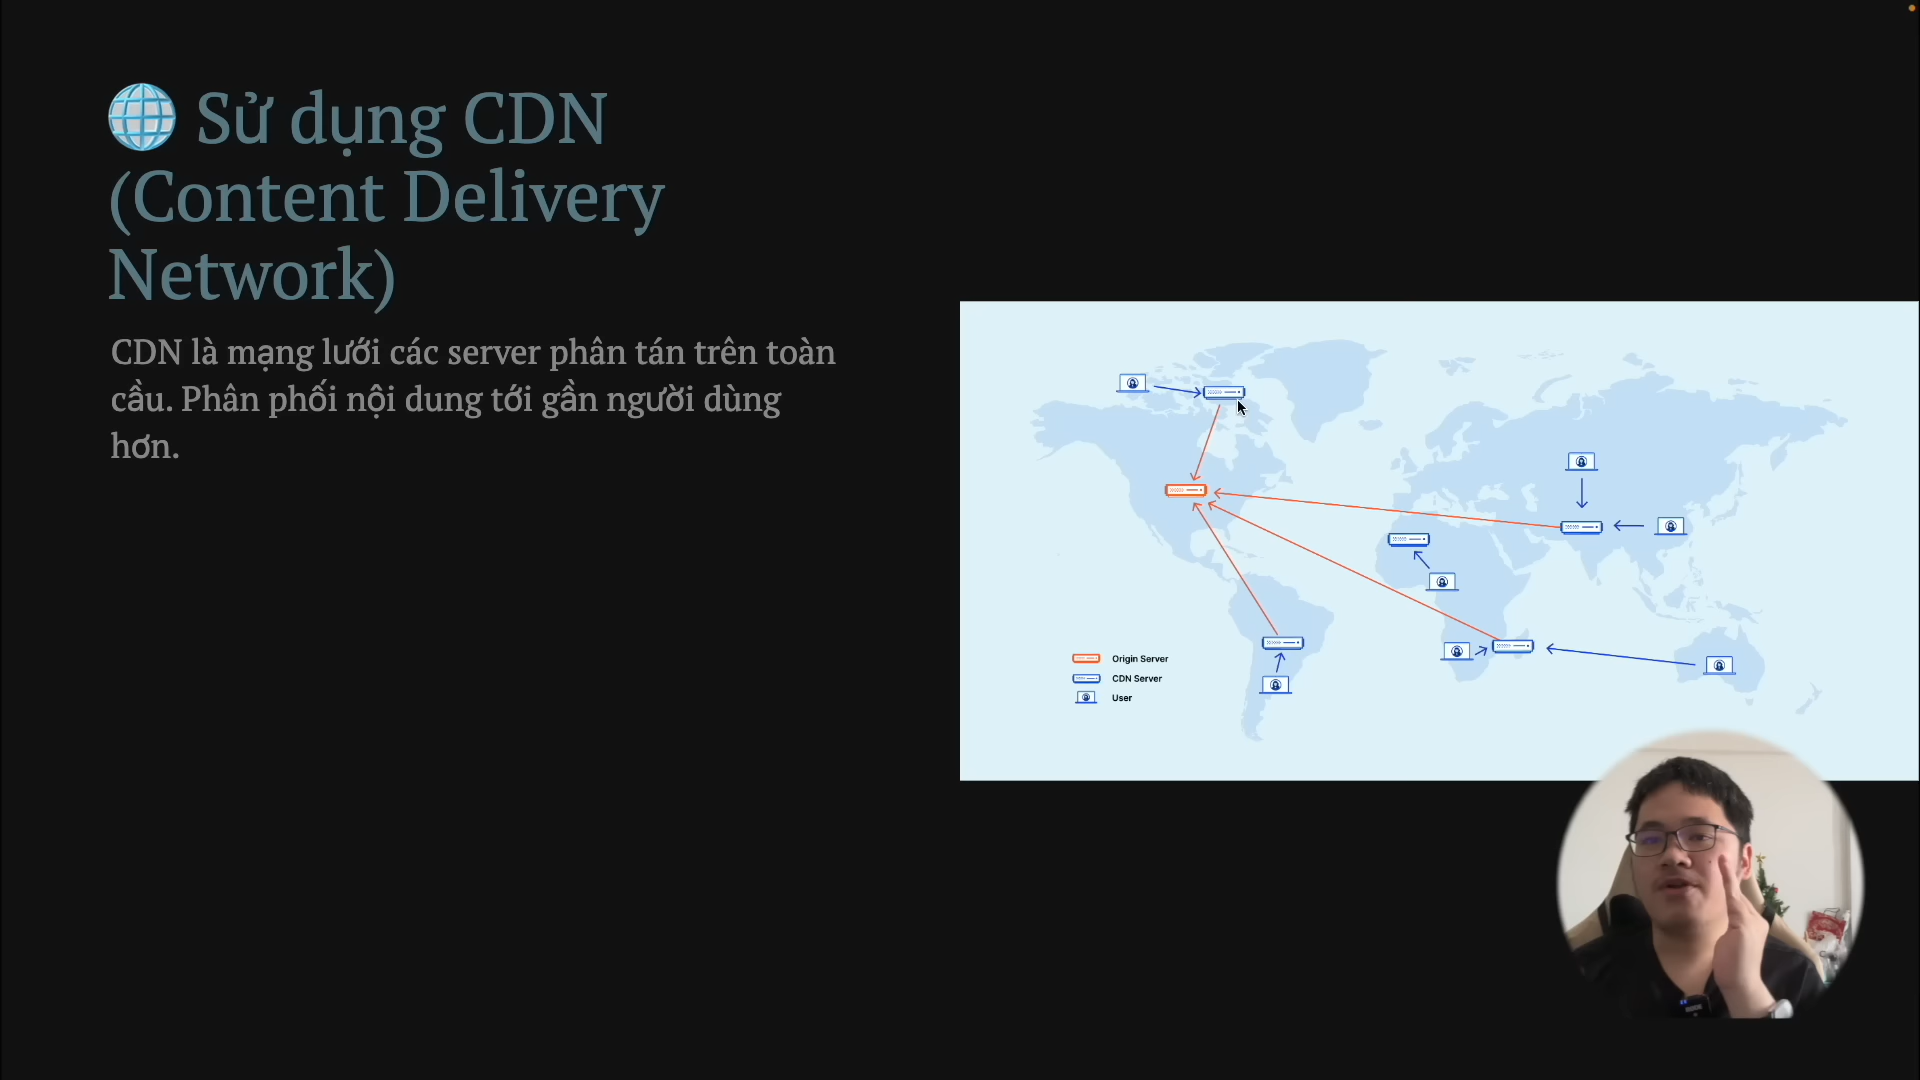 Sử dụng CDN
(Content Delivery
Network)
CDN là mạng lưới các server phân tán trên toàn
cầu. Phân phối nội dung tới gần người dùng
hơn.
Origin Server
CDN Server
User